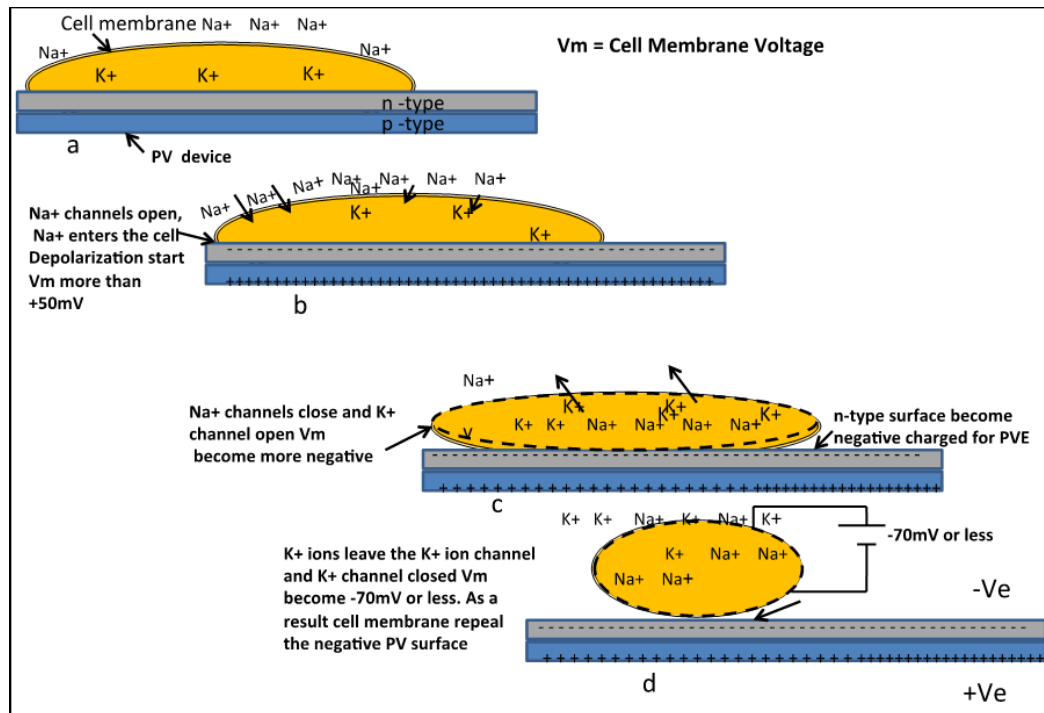 Cell membrane Na+ Na+ Na+
Vm = Cell Membrane Voltage
Na+ Na+
K+ K+ K+
n -type
p -type
a
PV device
Na+ Na+ Na+ Na+ Na+ Na+ Na+
Na+
K+ K+
K+
Na+ channels open,
Na+ enters the cell
Depolarization start
Vm more than
+50mV
- - - - - - - - - - - - - - - - - - - - - - - - - - - - - - - - - - - - - - - -
++++++++++++++++++++++++++++++++++++++++
b
Na+
K+ K+
K+ K+
K+ K+ Na+ Na+ Na+ Na+
v
Na+ channels close and K+
channel open Vm
become more negative
n-type surface become
negative charged for PVE
- - - - - - - - - - - - - - - - - - - - - - - - - - - - - - - - - - - - - - - -
+ + + + + + + + + + + + + + + + + + + +++++++++++++++
c
K+ K+ Na+ K+ Na+ K+
K+ Na+ Na+
Na+ Na+
-70mV or less
K+ ions leave the K+ ion channel
and K+ channel closed Vm
become -70mV or less. As a
result cell membrane repeal
the negative PV surface
-Ve
- - - - - - - - - - - - - - - - - - - - - - - - - - - - - - - - - - - - - - - -
+ + + + + + + + + + + + + + + + + + + +++++++++++++++
d
+Ve